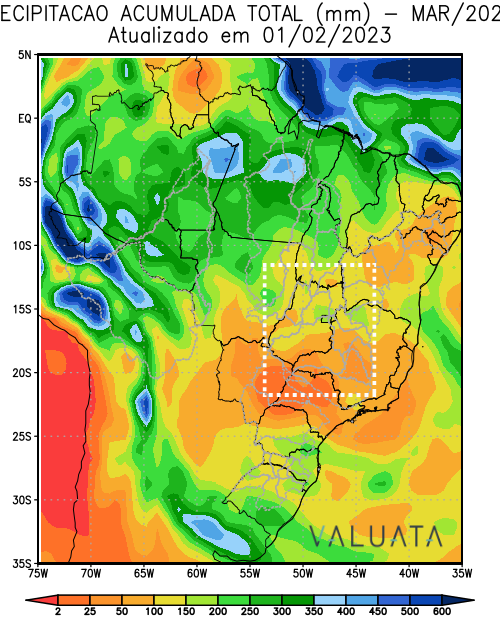 ECIPITACAO ACUMULADA TOTAL (mm) – MAR/202
Atualizado em 01/02/2023
5N
EQ
5S
10S
15S
20S
25S
30S
35S
VALUATA
75W 70W 65W 60W 55W 50W 45W 40W 35W
2 25 50 100 150 200 250 300 350 400 450 500 600